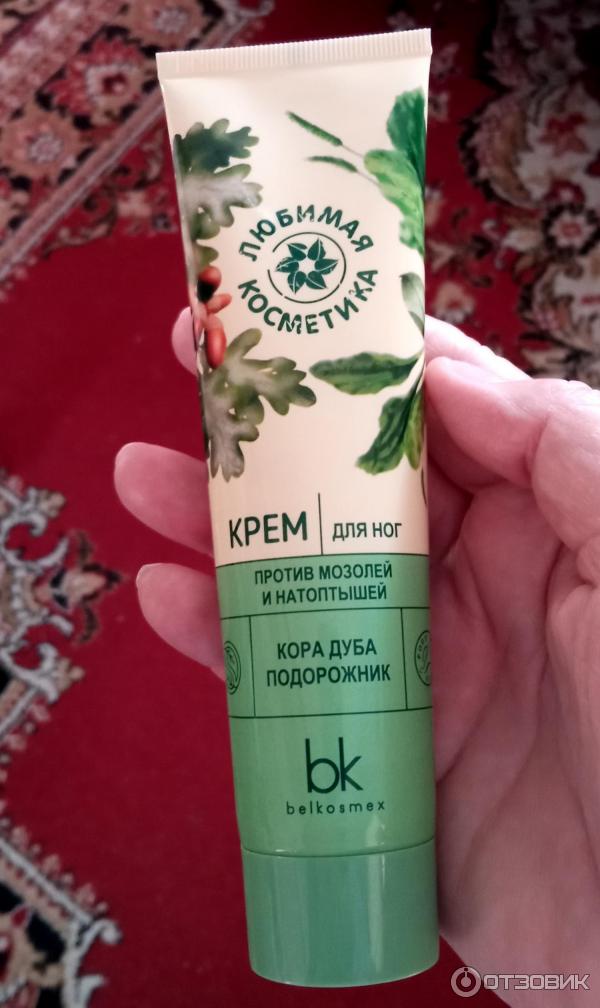 ЛЮБИМАЯ
КОСМЕТИКА
КРЕМ для ног
ПРОТИВ МОЗОЛЕЙ
И НАТОПТЫШЕЙ
КОРА ДУБА
ПОДОРОЖНИК
bk
belkosmex
ОТЗОВИК